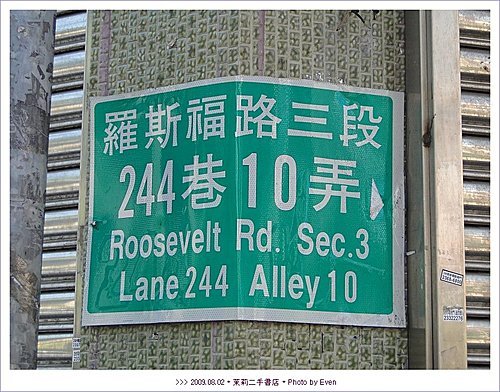 羅斯福路三段
244巷10弄
Roosevelt Rd. Sec.3
Lane 244 Alley 10
>>> 2009.08.02 • 茉莉二手書店 • Photo by Even